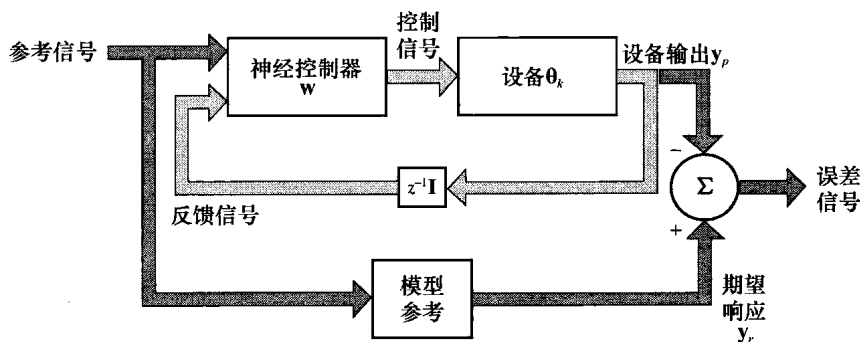 参考信号
神经控制器
w
控制
信号
设备θk
设备输出yp
z⁻¹I
反馈信号
−
Σ
+
误差
信号
模型
参考
期望
响应
yr